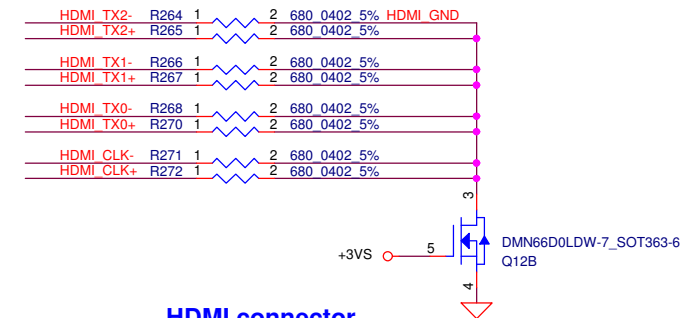 HDMI_TX2- R264 1 2 680_0402_5% HDMI_GND
HDMI_TX2+ R265 1 2 680_0402_5%
HDMI_TX1- R266 1 2 680_0402_5%
HDMI_TX1+ R267 1 2 680_0402_5%
HDMI_TX0- R268 1 2 680_0402_5%
HDMI_TX0+ R270 1 2 680_0402_5%
HDMI_CLK- R271 1 2 680_0402_5%
HDMI_CLK+ R272 1 2 680_0402_5%
3
+3VS 5 DMN66D0LDW-7_SOT363-6
Q12B
4
HDMI connector